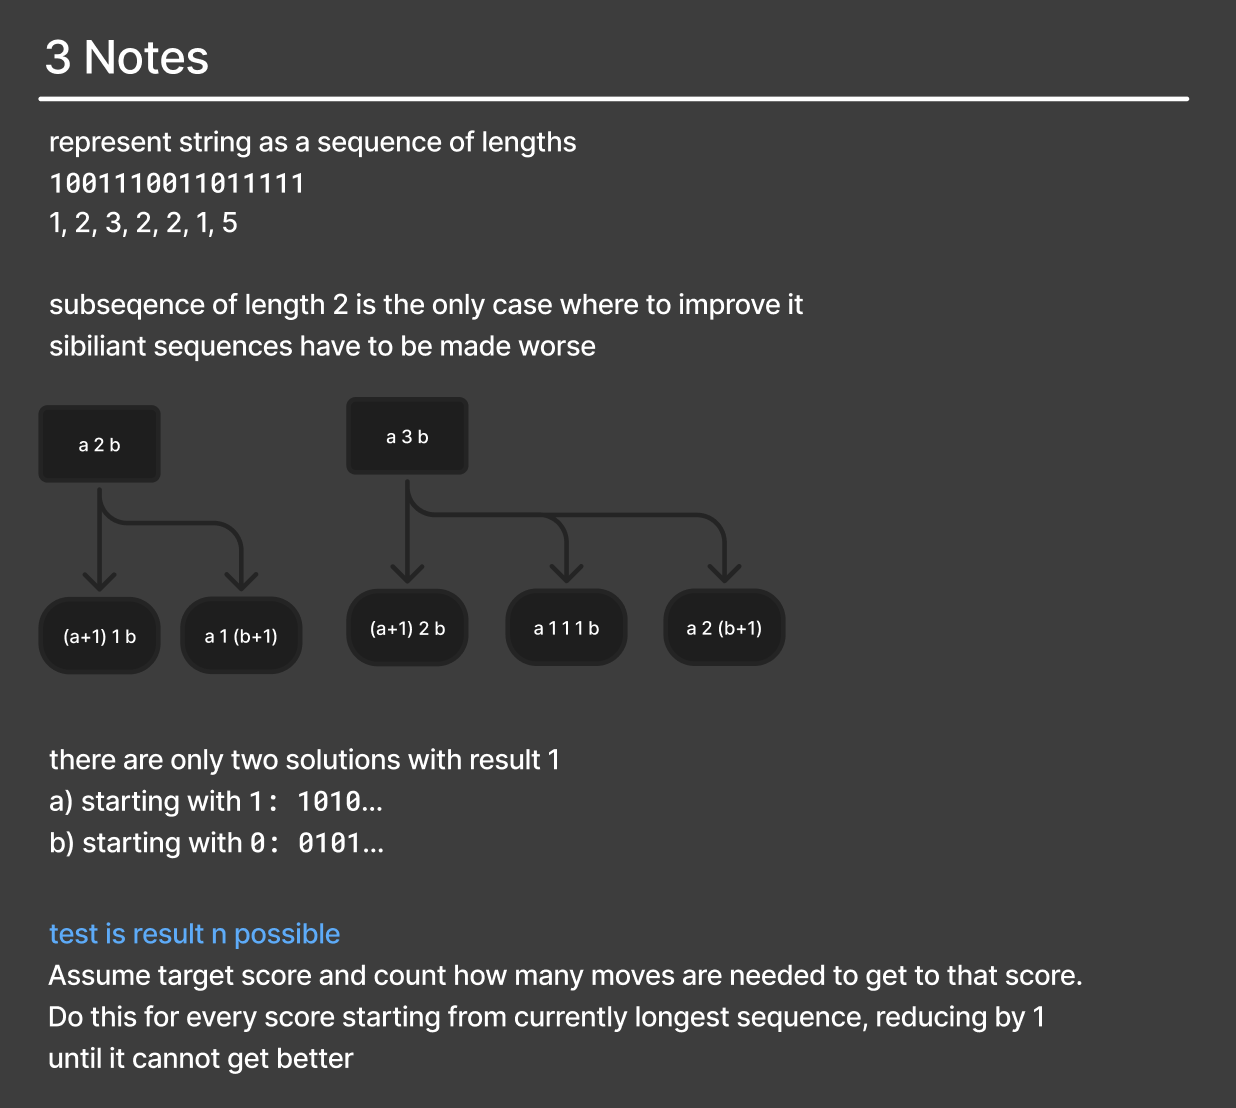 3 Notes
represent string as a sequence of lengths
1001110011011111
1, 2, 3, 2, 2, 1, 5
subseqence of length 2 is the only case where to improve it
sibiliant sequences have to be made worse
a 2 b
a 3 b
(a+1) 1 b
a 1 (b+1)
(a+1) 2 b
a 1 1 1 b
a 2 (b+1)
there are only two solutions with result 1
a) starting with 1: 1010...
b) starting with 0: 0101...
test is result n possible
Assume target score and count how many moves are needed to get to that score.
Do this for every score starting from currently longest sequence, reducing by 1
until it cannot get better